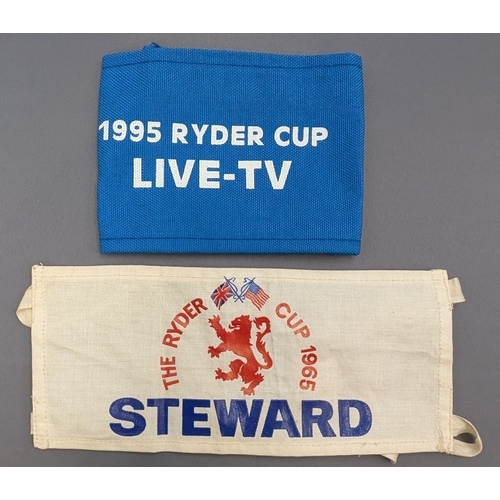 1995 RYDER CUP
LIVE-TV
THE RYDER CUP 1965
STEWARD